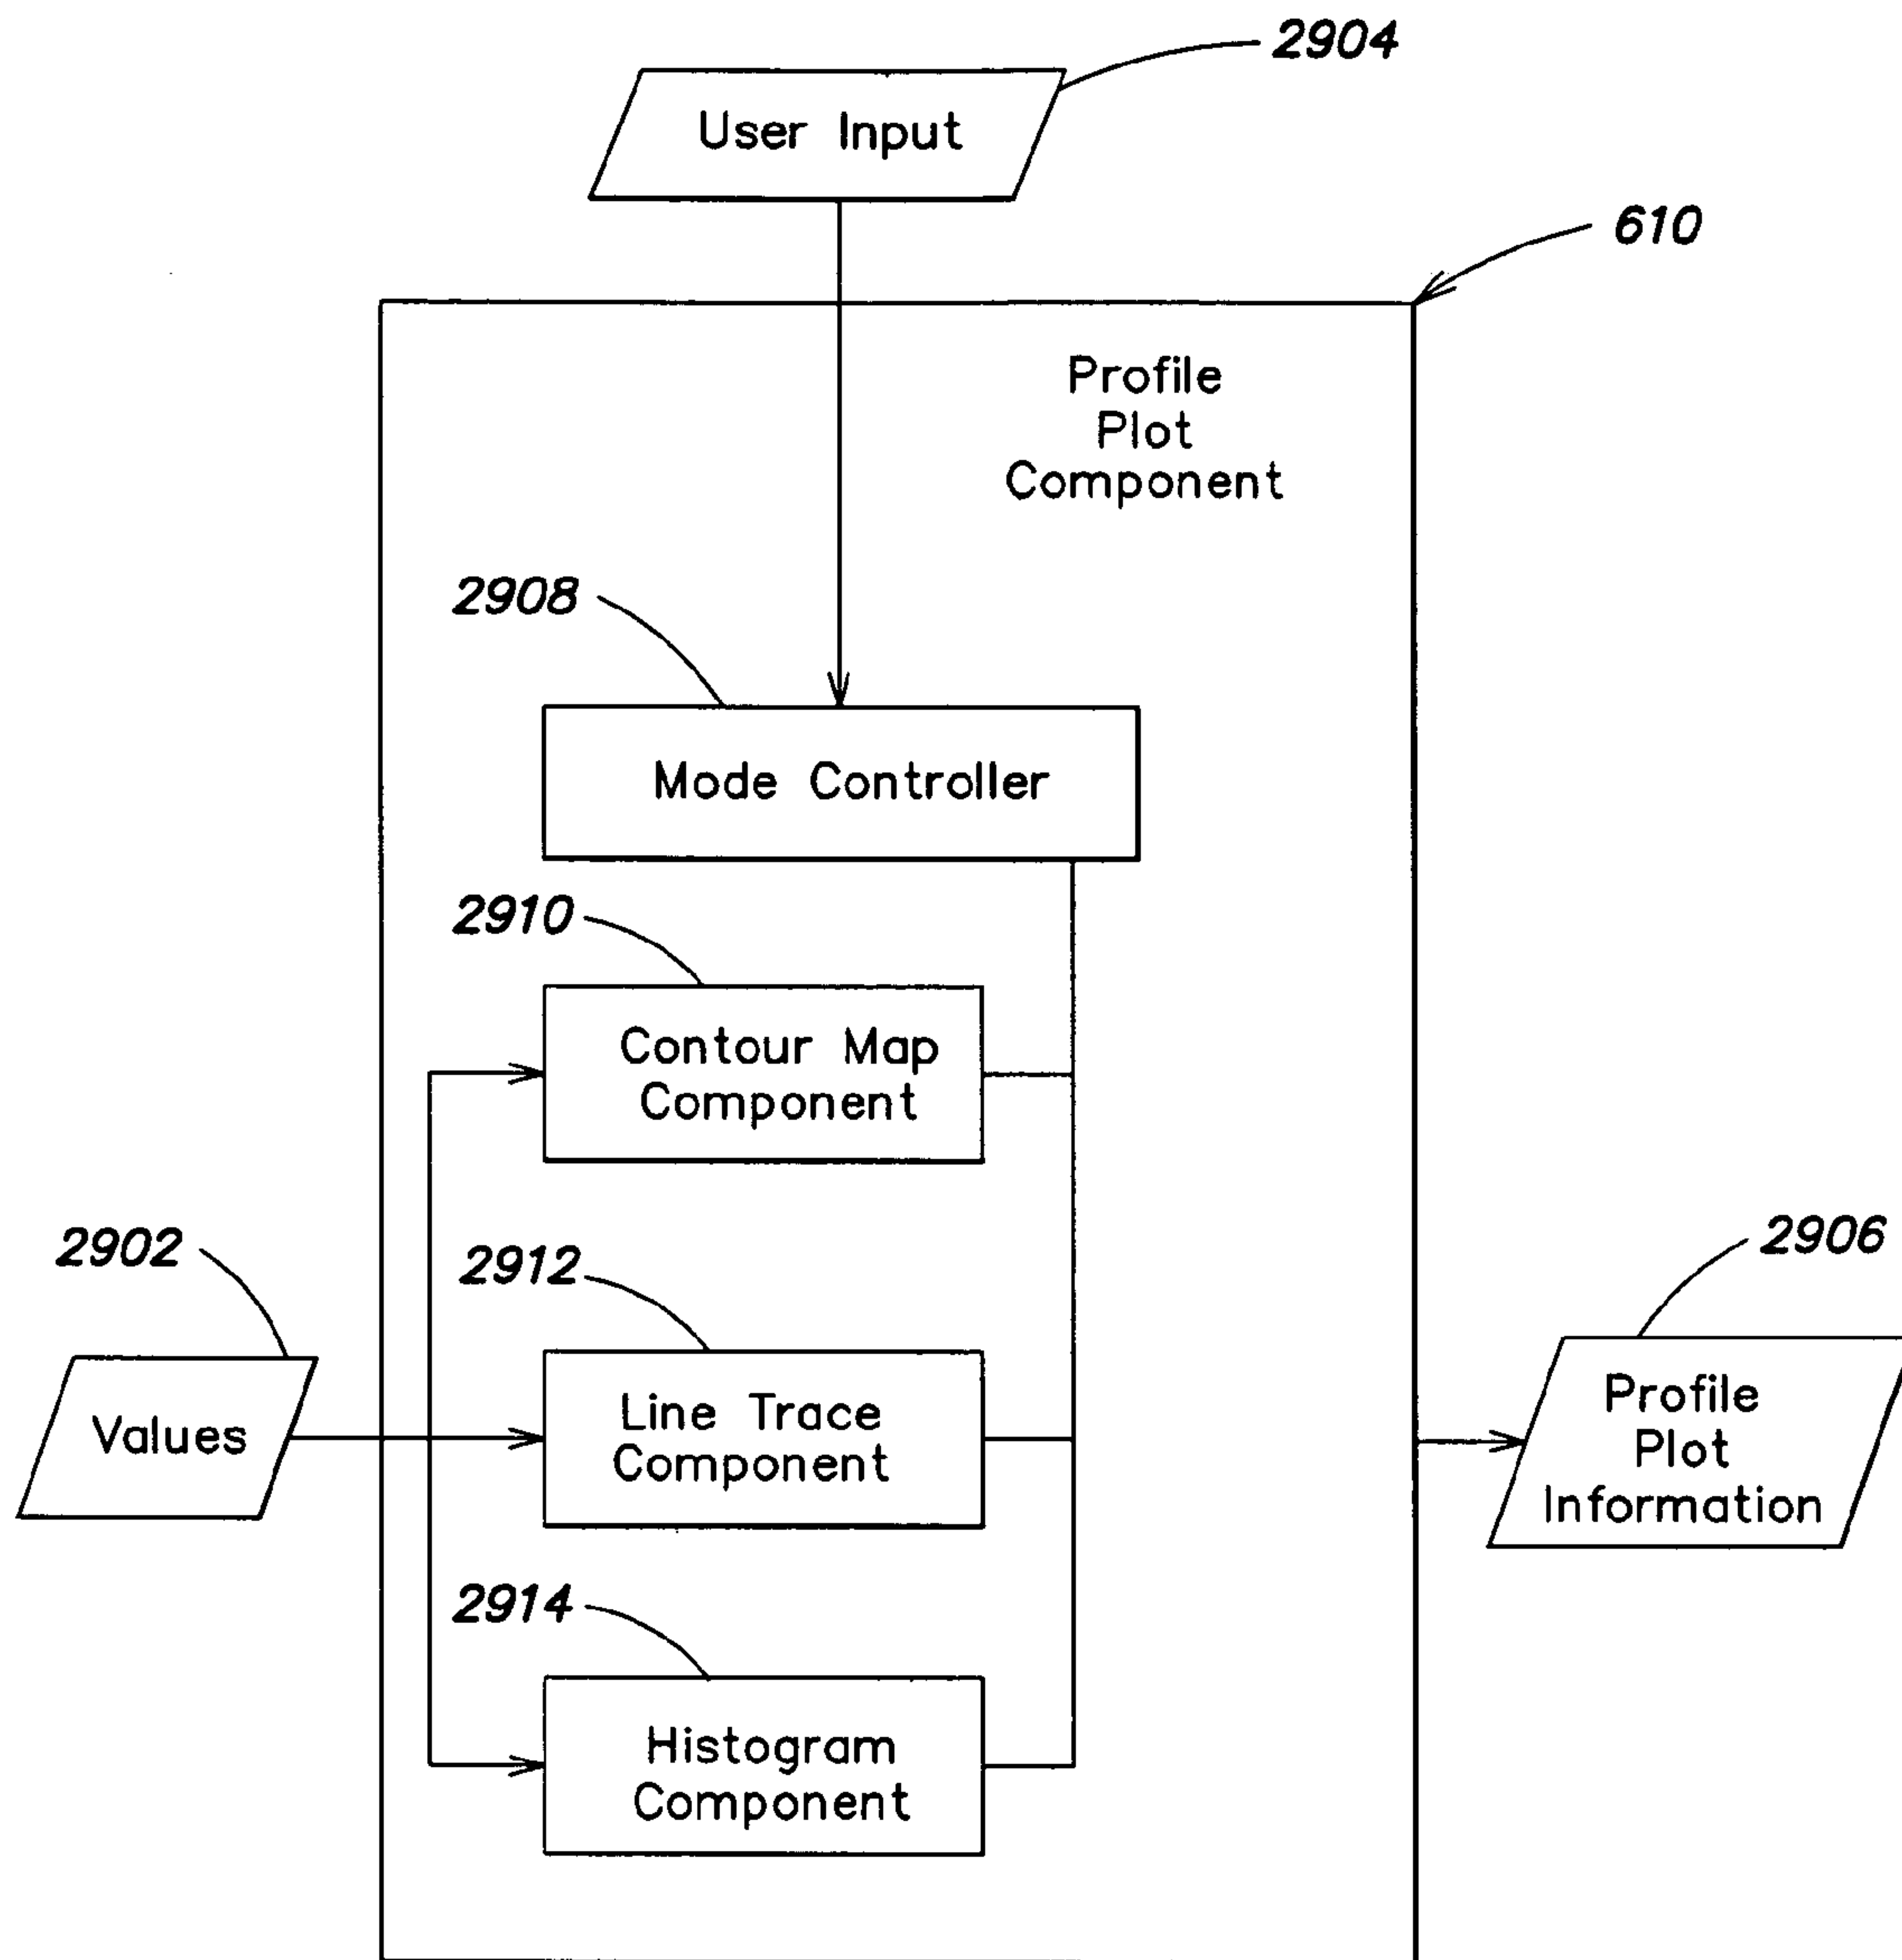 2904
User Input
610
Profile
Plot
Component
2908
Mode Controller
2910
Contour Map
Component
2902
Values
2912
Line Trace
Component
2906
Profile
Plot
Information
2914
Histogram
Component